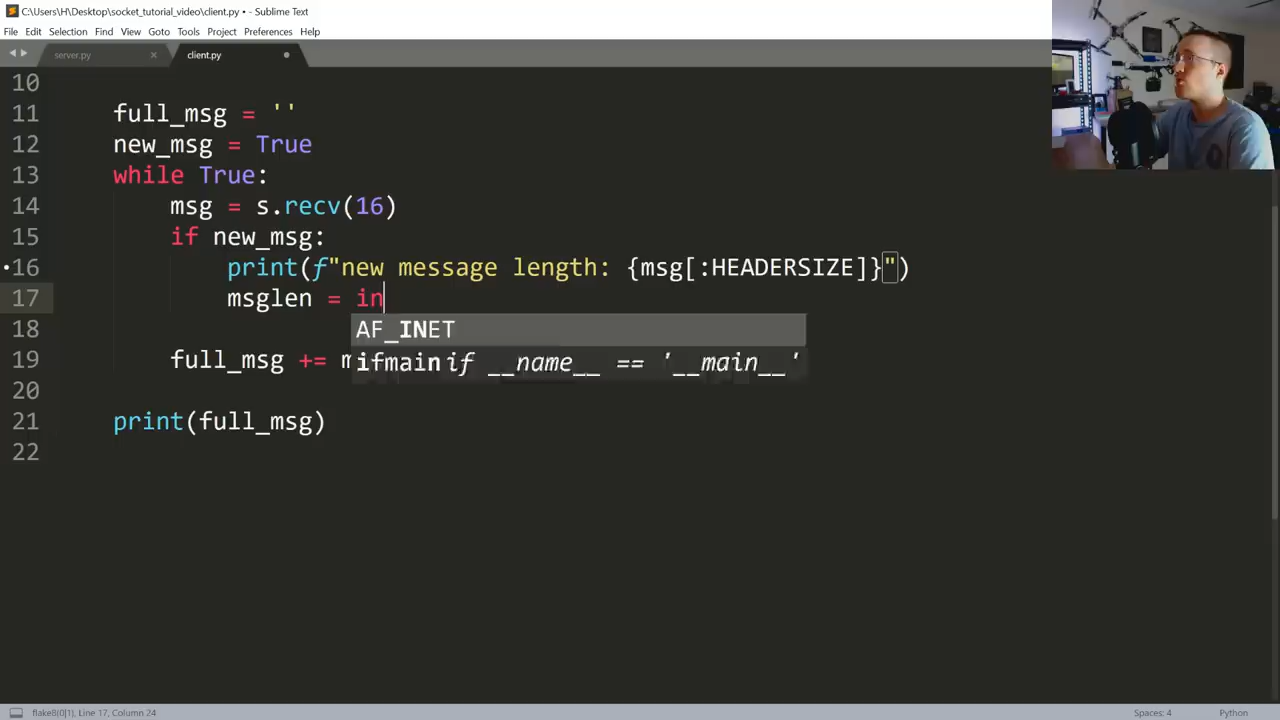 C:\Users\H\Desktop\socket_tutorial_video\client.py • - Sublime Text
File Edit Selection Find View Goto Tools Project Preferences Help
server.py × client.py
10
11 full_msg = ''
12 new_msg = True
13 while True:
14 msg = s.recv(16)
15 if new_msg:
16 print(f"new message length: {msg[:HEADERSIZE]}")
17 msglen = in
18 AF_INET
19 full_msg += m ifmain if __name__ == '__main__'
20
21 print(full_msg)
22
flake8(0[1), Line 17, Column 24 Spaces: 4 Python